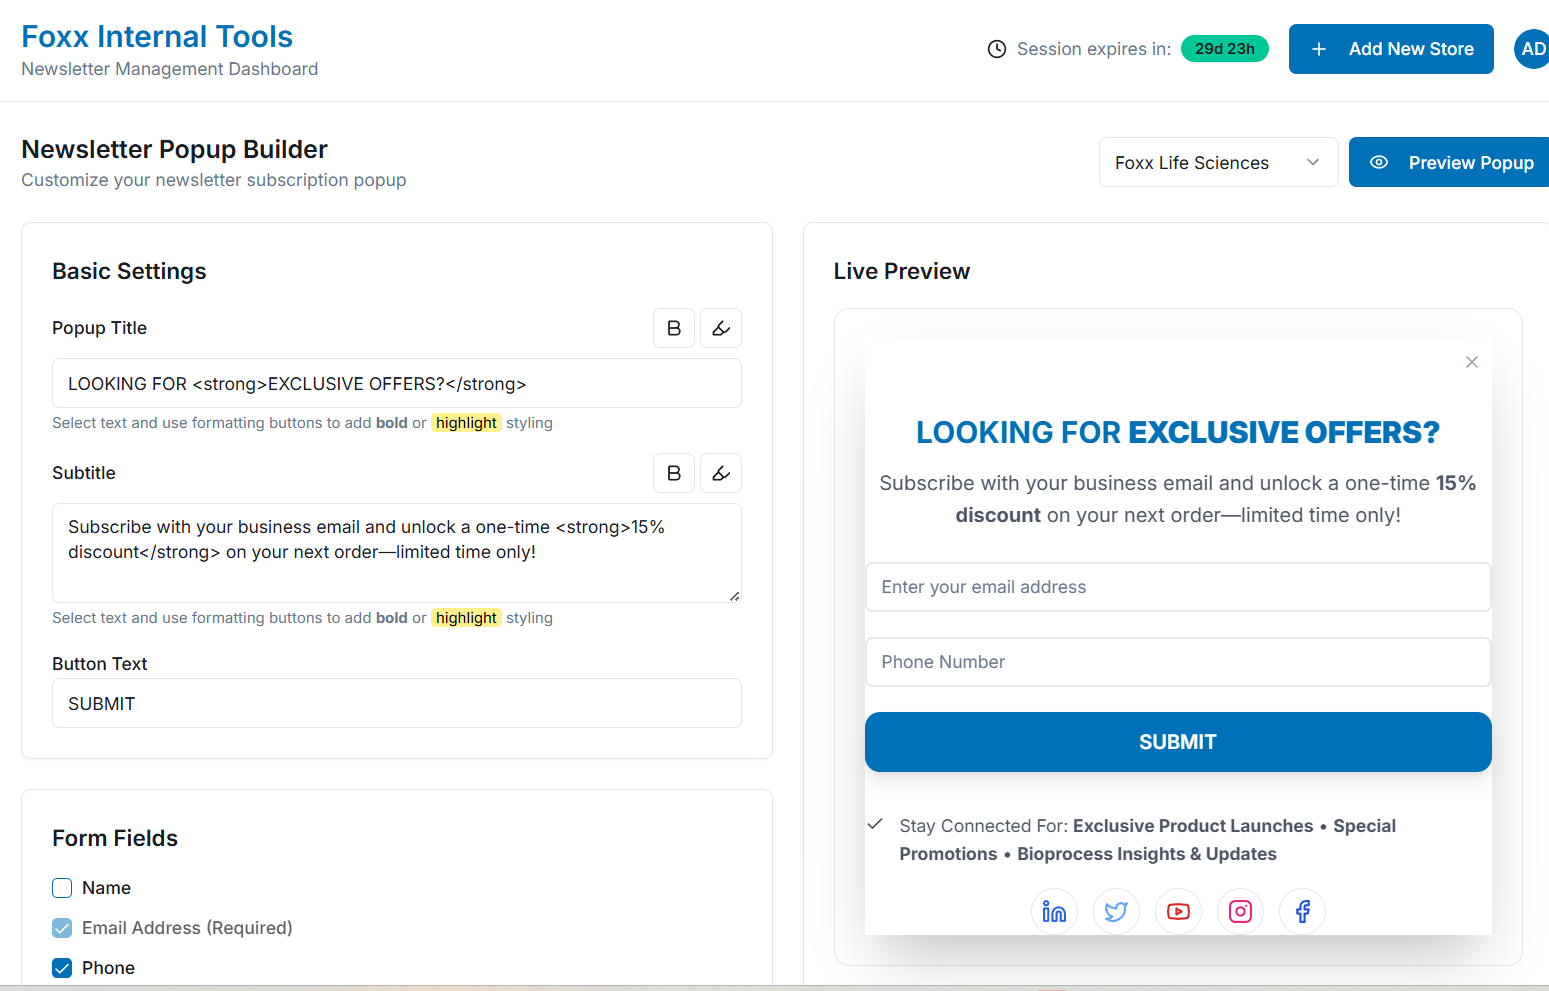 Foxx Internal Tools
Newsletter Management Dashboard
Session expires in:
29d 23h
Add New Store
AD
Newsletter Popup Builder
Customize your newsletter subscription popup
Foxx Life Sciences
Preview Popup
Basic Settings
Popup Title
B
LOOKING FOR <strong>EXCLUSIVE OFFERS?</strong>
Select text and use formatting buttons to add bold or highlight styling
Subtitle
B
Subscribe with your business email and unlock a one-time <strong>15%
discount</strong> on your next order—limited time only!
Select text and use formatting buttons to add bold or highlight styling
Button Text
SUBMIT
Form Fields
Name
Email Address (Required)
Phone
Live Preview
LOOKING FOR EXCLUSIVE OFFERS?
Subscribe with your business email and unlock a one-time 15%
discount on your next order—limited time only!
Enter your email address
Phone Number
SUBMIT
Stay Connected For: Exclusive Product Launches • Special
Promotions • Bioprocess Insights & Updates